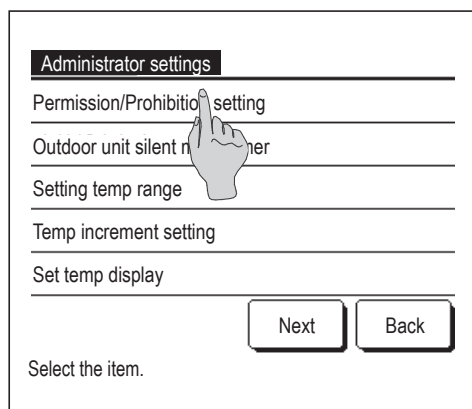 Administrator settings
Permission/Prohibition setting
Outdoor unit silent
Setting temp range
Temp increment setting
Set temp display
Next Back
Select the item.